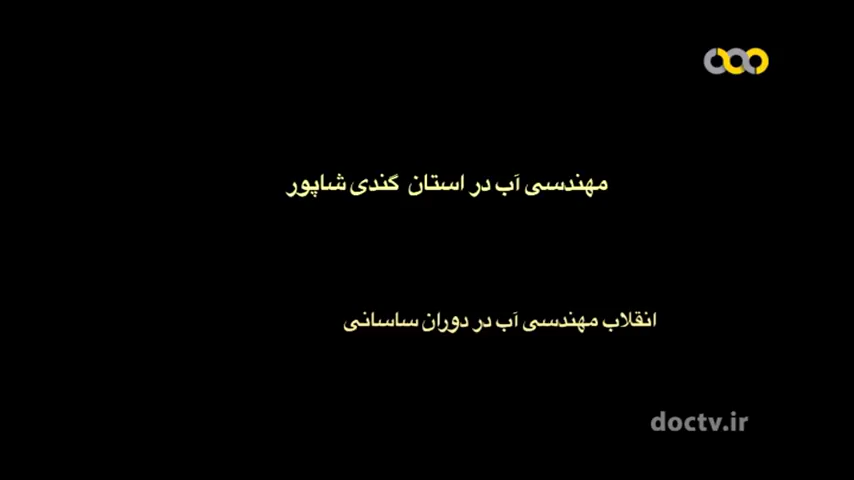 مهندسی آب در استان گندی شاپور
انقلاب مهندسی آب در دوران ساسانی
doctv.ir